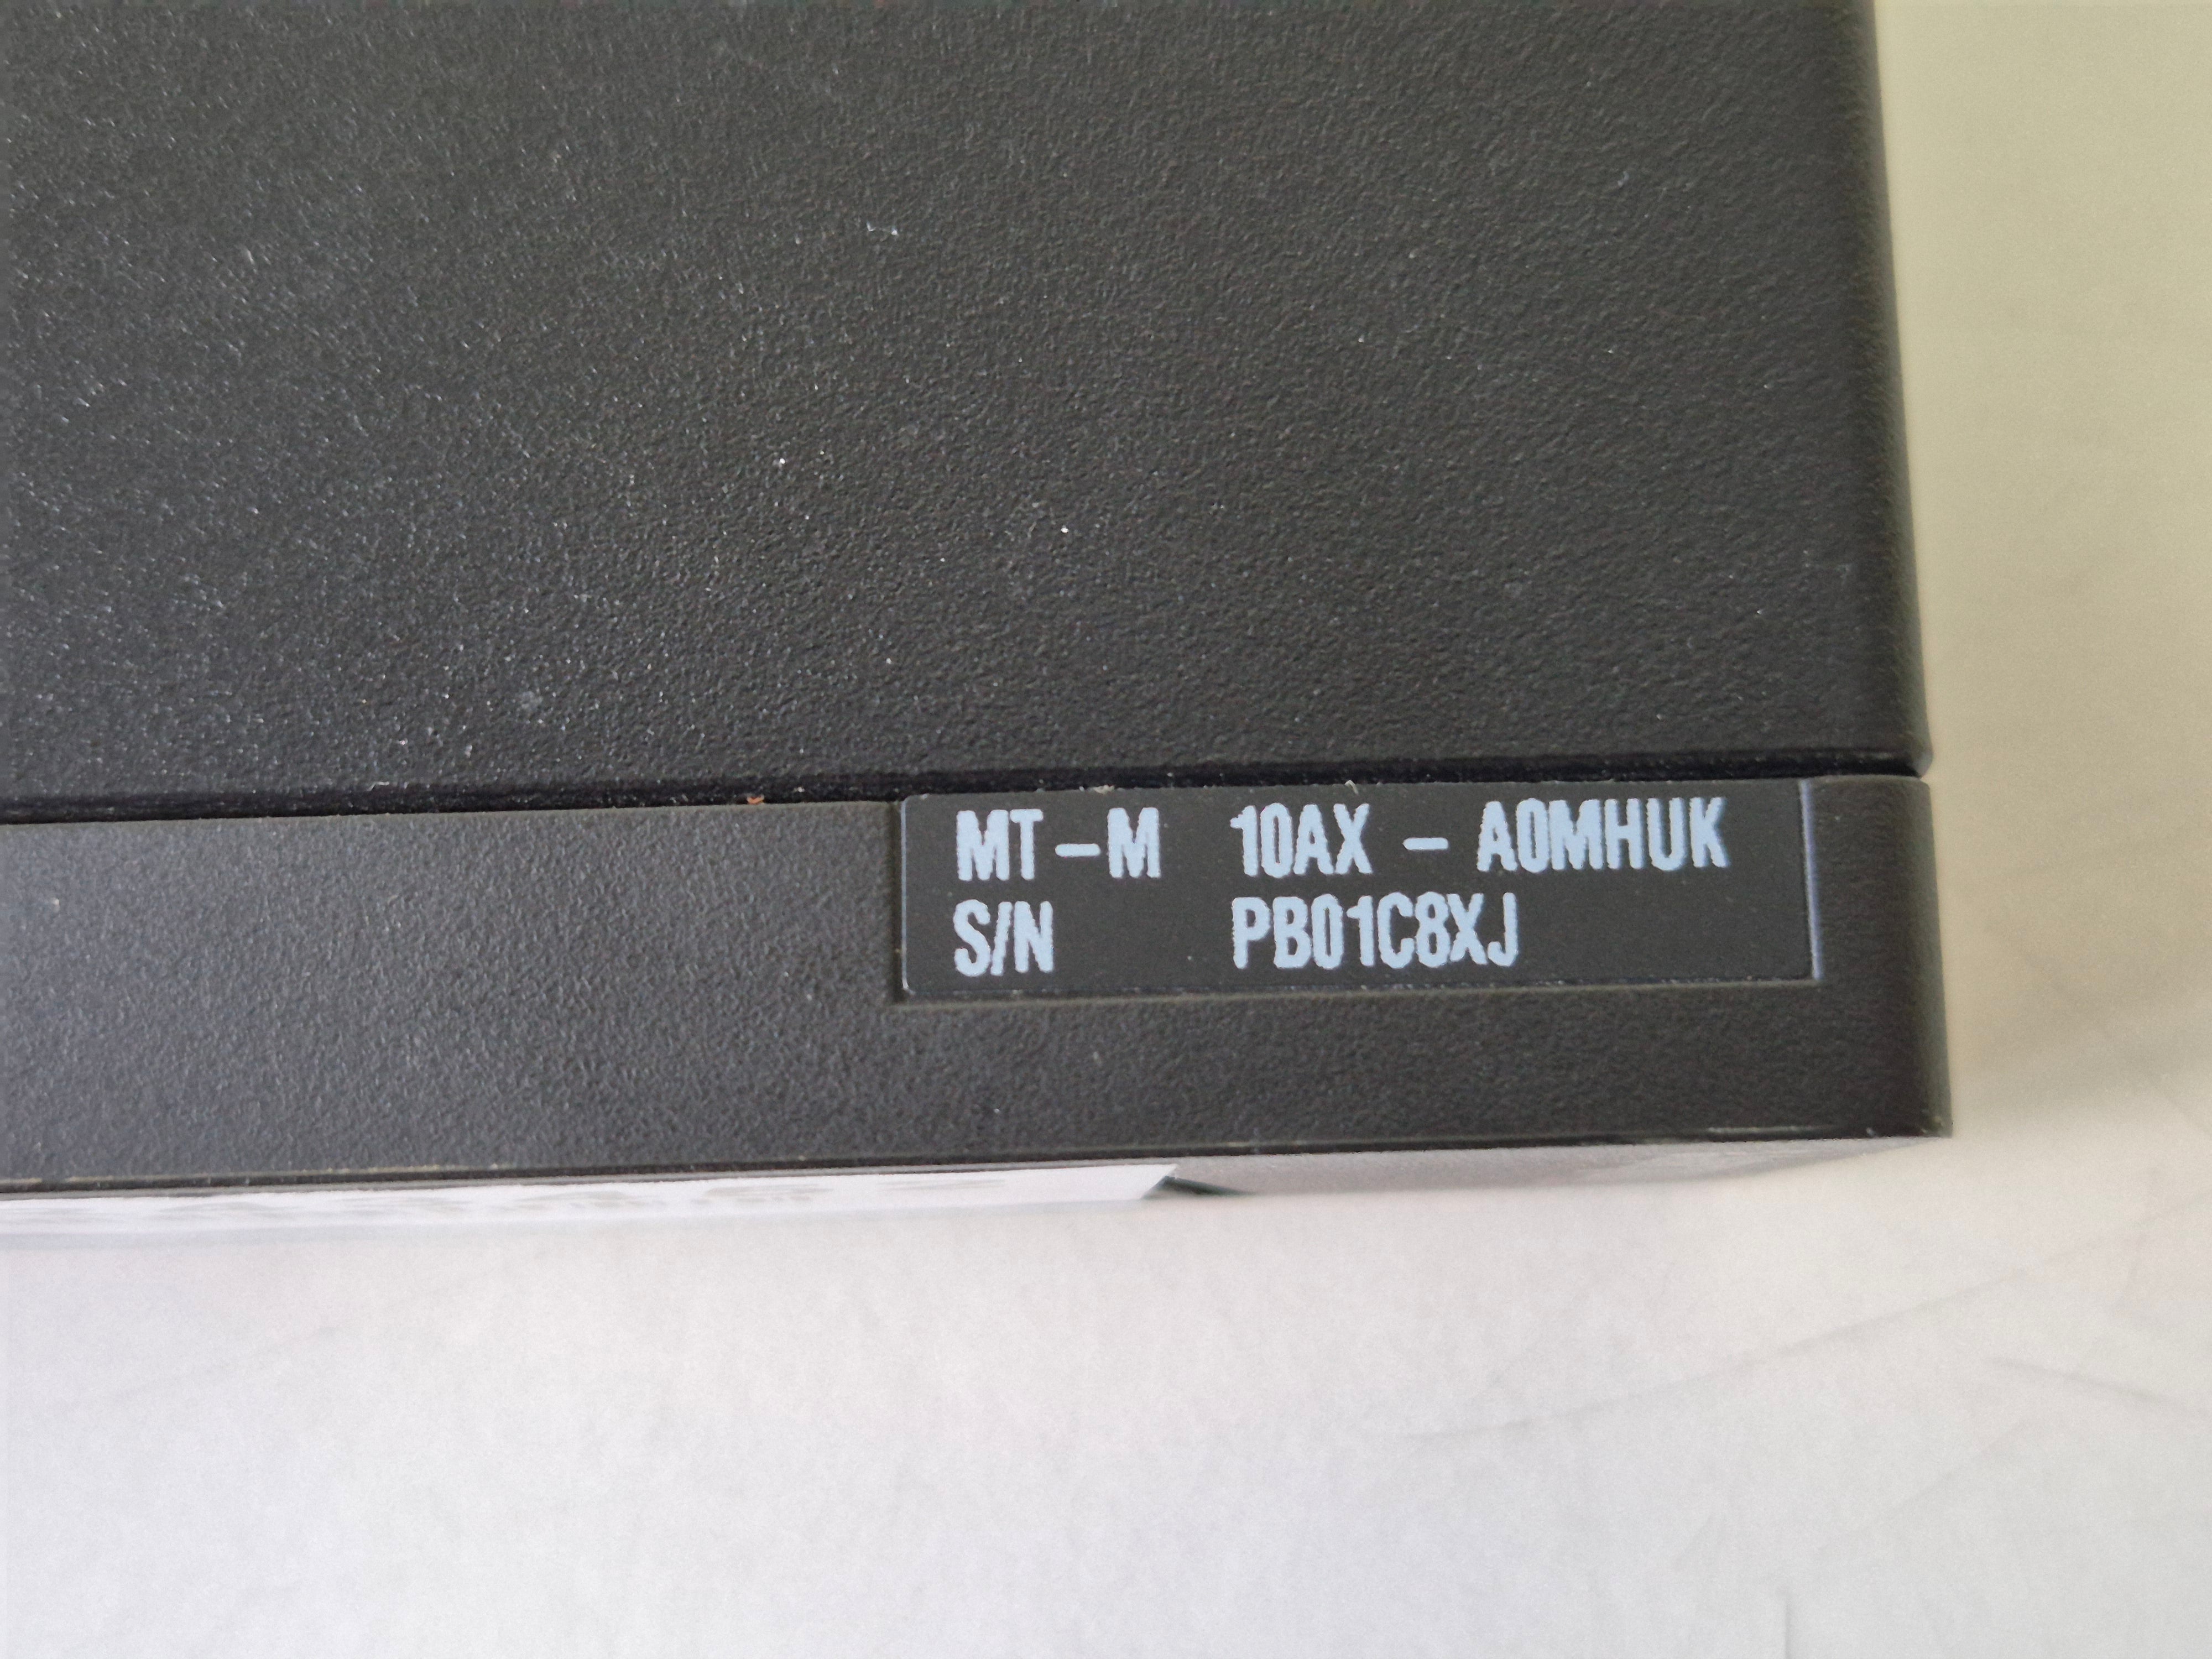 MT-M 10AX - A0MHUK
S/N PB01C8XJ